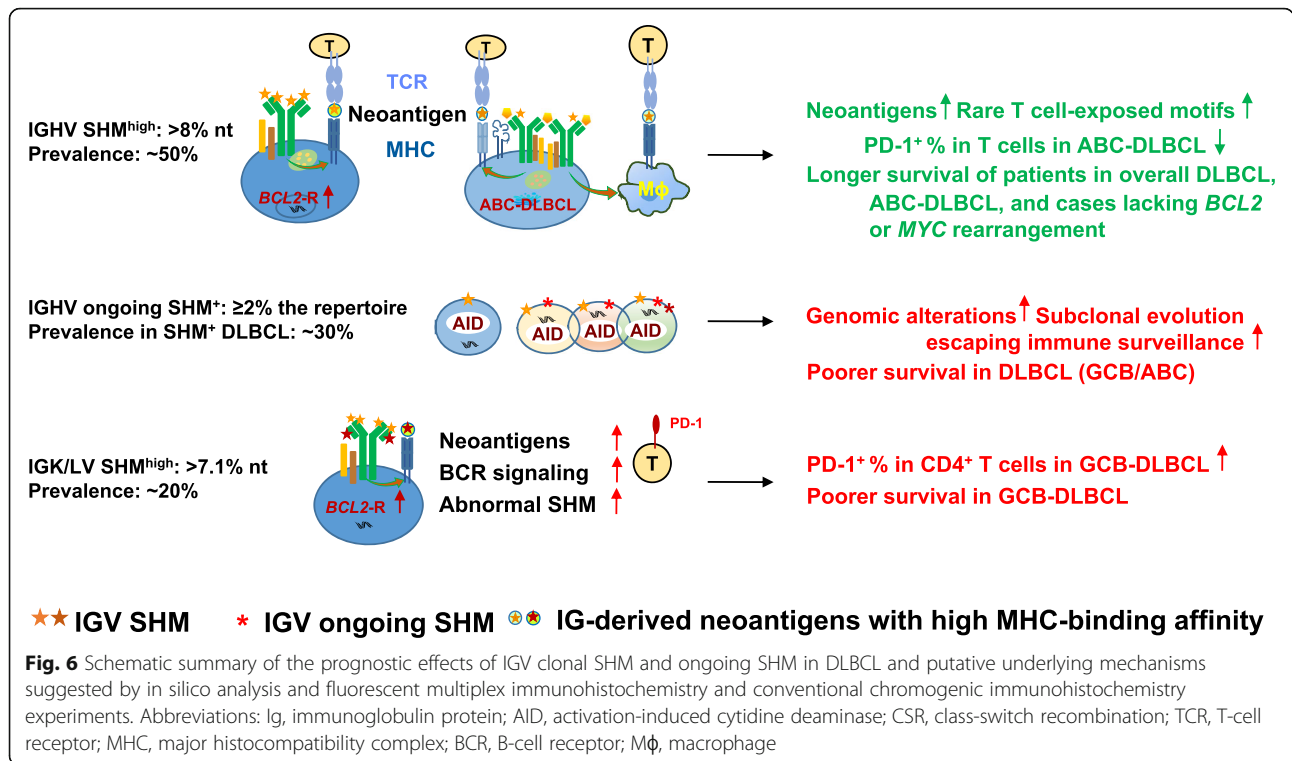 T
T
T
TCR
Neoantigen
MHC
IGHV SHMhigh: >8% nt
Prevalence: ~50%
BCL2-R
ABC-DLBCL
Mϕ
Neoantigens↑ Rare T cell-exposed motifs ↑
PD-1+ % in T cells in ABC-DLBCL ↓
Longer survival of patients in overall DLBCL,
ABC-DLBCL, and cases lacking BCL2
or MYC rearrangement
IGHV ongoing SHM+: ≥2% the repertoire
Prevalence in SHM+ DLBCL: ~30%
AID
AID
AID
AID
Genomic alterations↑ Subclonal evolution
escaping immune surveillance ↑
Poorer survival in DLBCL (GCB/ABC)
IGK/LV SHMhigh: >7.1% nt
Prevalence: ~20%
BCL2-R
Neoantigens
BCR signaling
Abnormal SHM
PD-1
T
PD-1+ % in CD4+ T cells in GCB-DLBCL ↑
Poorer survival in GCB-DLBCL
IGV SHM
* IGV ongoing SHM
IG-derived neoantigens with high MHC-binding affinity
Fig. 6 Schematic summary of the prognostic effects of IGV clonal SHM and ongoing SHM in DLBCL and putative underlying mechanisms
suggested by in silico analysis and fluorescent multiplex immunohistochemistry and conventional chromogenic immunohistochemistry
experiments. Abbreviations: Ig, immunoglobulin protein; AID, activation-induced cytidine deaminase; CSR, class-switch recombination; TCR, T-cell
receptor; MHC, major histocompatibility complex; BCR, B-cell receptor; Mϕ, macrophage